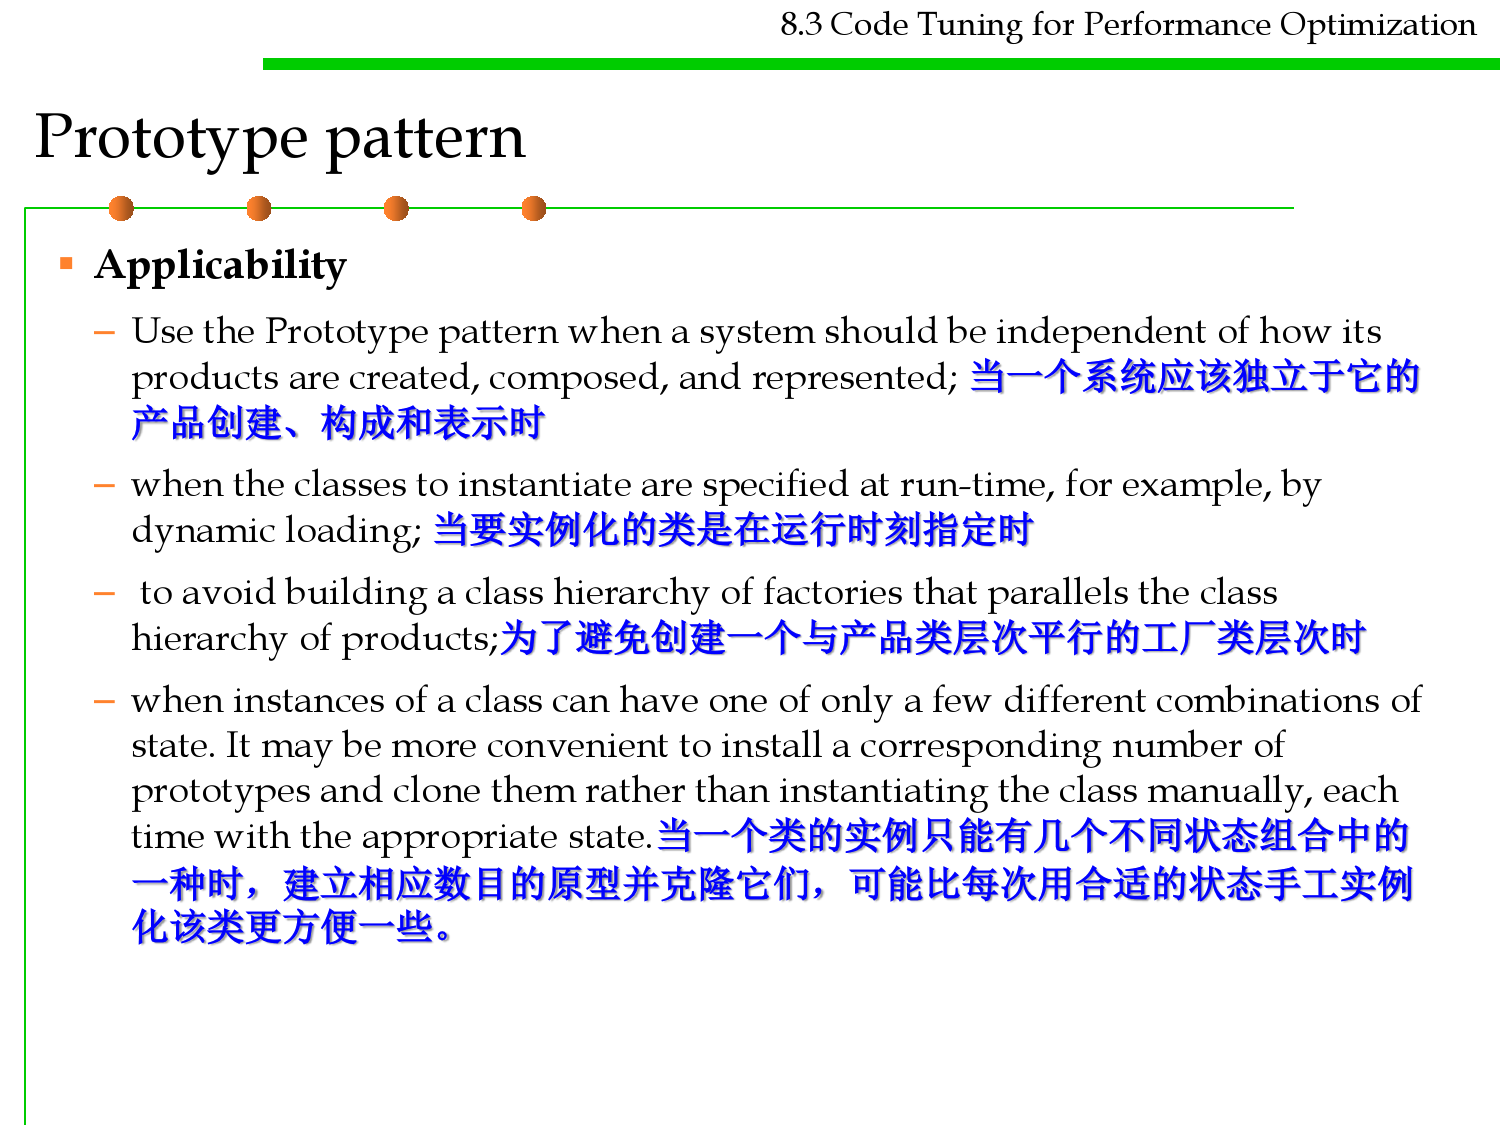 8.3 Code Tuning for Performance Optimization
Prototype pattern
▪ Applicability
– Use the Prototype pattern when a system should be independent of how its
products are created, composed, and represented; 当一个系统应该独立于它的
产品创建、构成和表示时
– when the classes to instantiate are specified at run-time, for example, by
dynamic loading; 当要实例化的类是在运行时刻指定时
– to avoid building a class hierarchy of factories that parallels the class
hierarchy of products;为了避免创建一个与产品类层次平行的工厂类层次时
– when instances of a class can have one of only a few different combinations of
state. It may be more convenient to install a corresponding number of
prototypes and clone them rather than instantiating the class manually, each
time with the appropriate state.当一个类的实例只能有几个不同状态组合中的
一种时，建立相应数目的原型并克隆它们，可能比每次用合适的状态手工实例
化该类更方便一些。